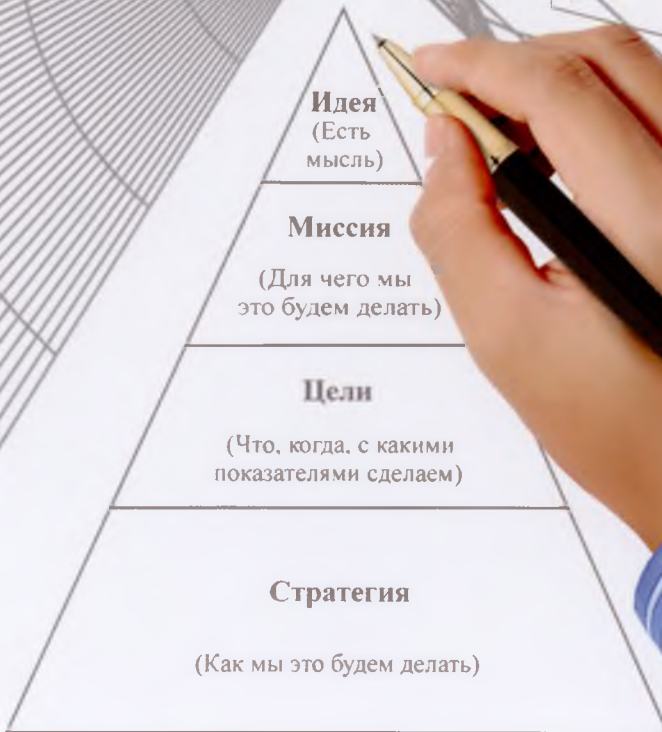 Идея
(Есть
мысль)
Миссия
(Для чего мы
это будем делать)
Цели
(Что, когда, с какими
показателями сделаем)
Стратегия
(Как мы это будем делать)